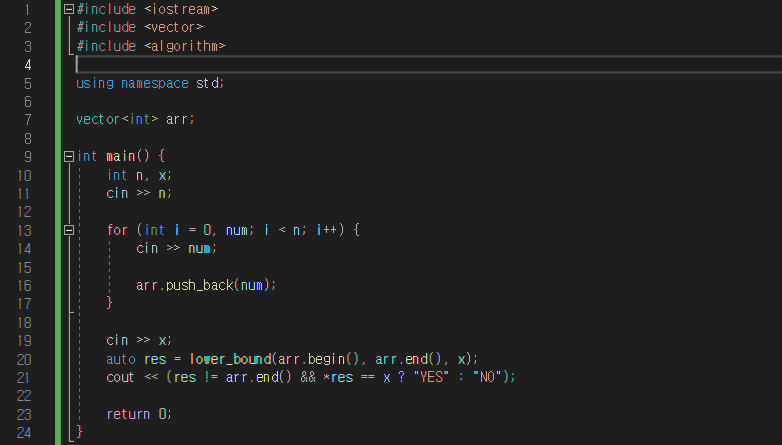 1 #include <iostream>
2 #include <vector>
3 #include <algorithm>
4
5 using namespace std;
6
7 vector<int> arr;
8
9 int main() {
10 int n, x;
11 cin >> n;
12
13 for (int i = 0, num; i < n; i++) {
14 cin >> num;
15
16 arr.push_back(num);
17 }
18
19 cin >> x;
20 auto res = lower_bound(arr.begin(), arr.end(), x);
21 cout << (res != arr.end() && *res == x ? "YES" : "NO");
22
23 return 0;
24 }